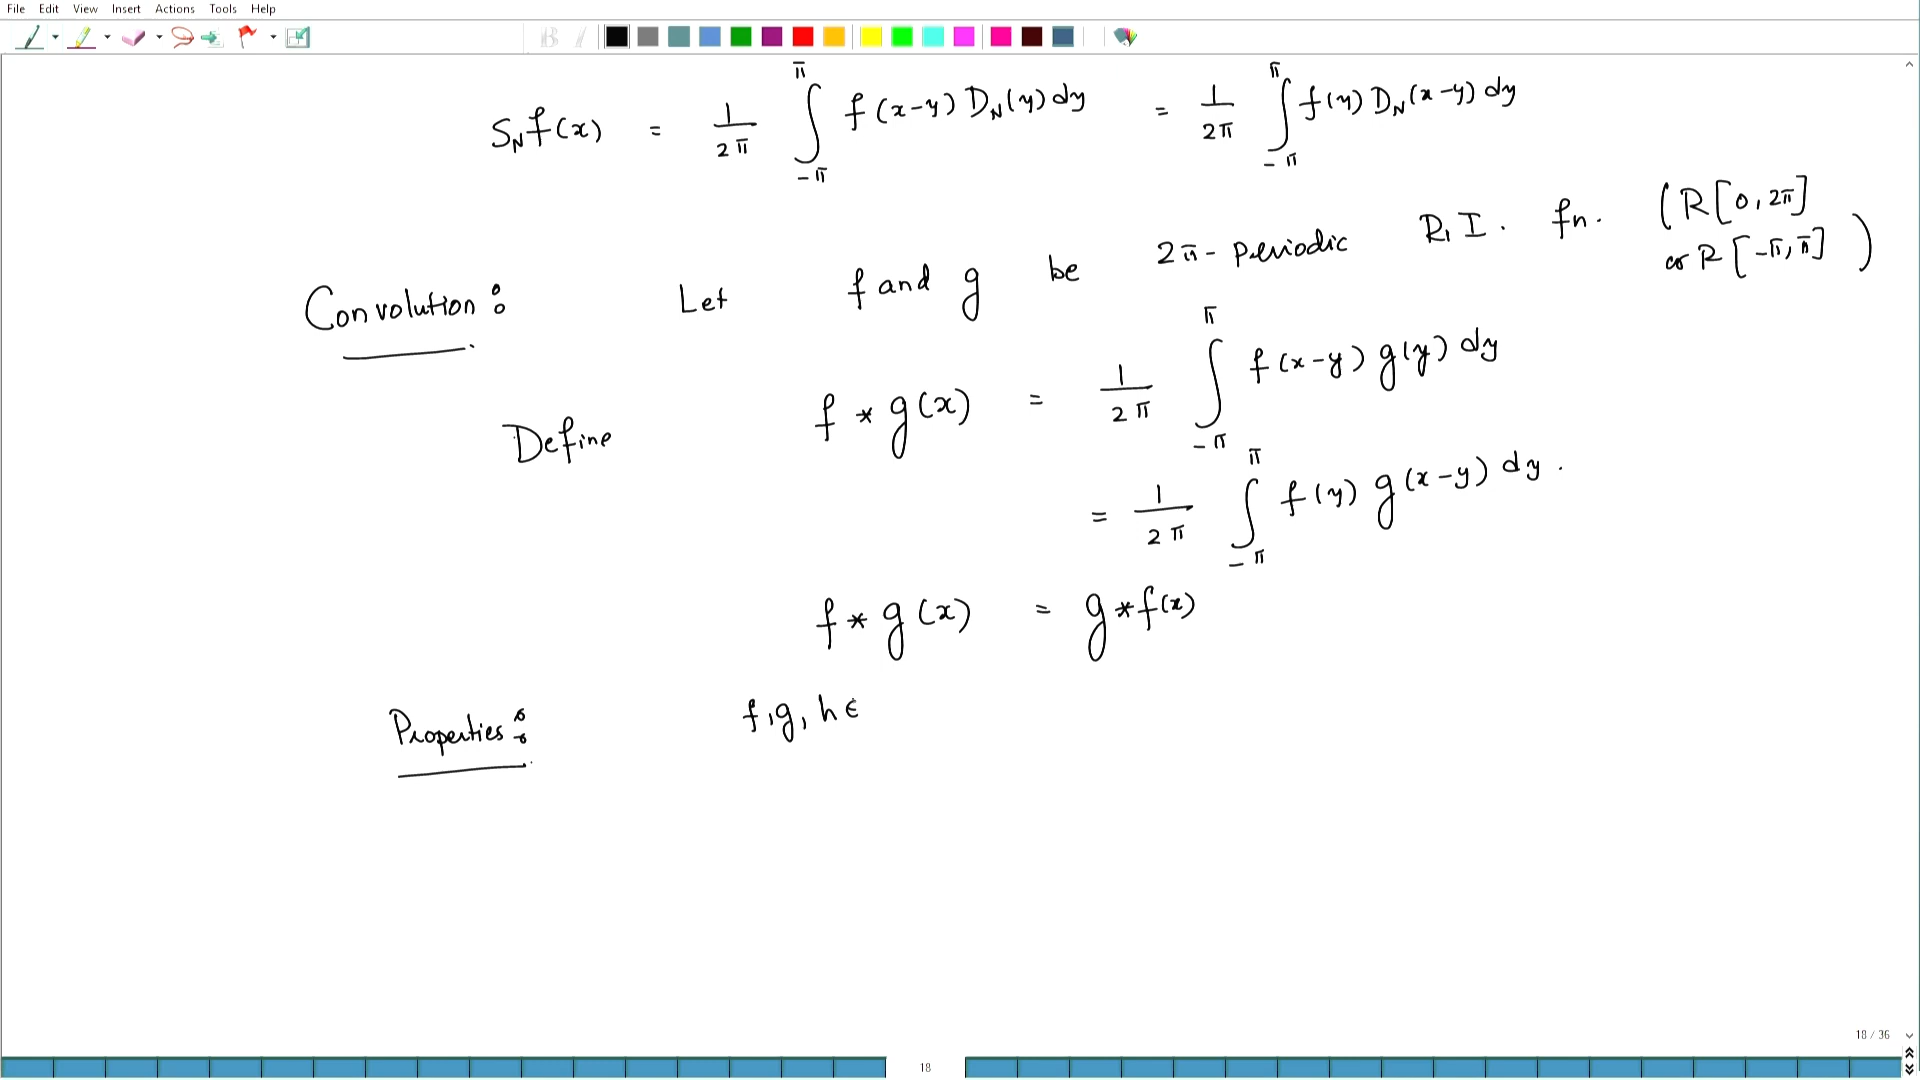 File Edit View Insert Actions Tools Help
S_N f(x) = 1/2π ∫_{-π}^{π} f(x-y) D_N(y) dy = 1/2π ∫_{-π}^{π} f(y) D_N(x-y) dy
Convolution: Let f and g be 2π-periodic R.I. fn. (R[0,2π] or R[-π,π])
Define f * g(x) = 1/2π ∫_{-π}^{π} f(x-y) g(y) dy
= 1/2π ∫_{-π}^{π} f(y) g(x-y) dy.
f * g(x) = g * f(x)
Properties: f, g, h ∈
18 / 36
18